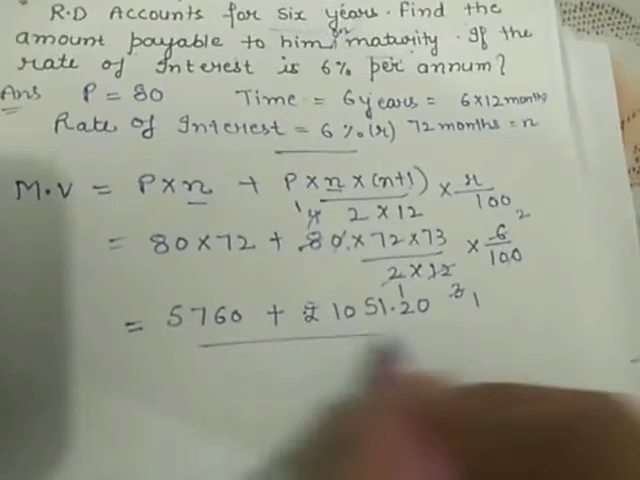 R.D Accounts for six years. Find the
amount payable to him on maturity. If the
rate of Interest is 6% per annum?
Ans P = 80 Time = 6 years = 6×12 months
Rate of Interest = 6% (r) 72 months = n
M.V = P×n + P×n×(n+1) / 2×12 × r/100
= 80×72 + 80×72×73 / 2×12 × 6/100
= 5760 + ₹ 1051.20